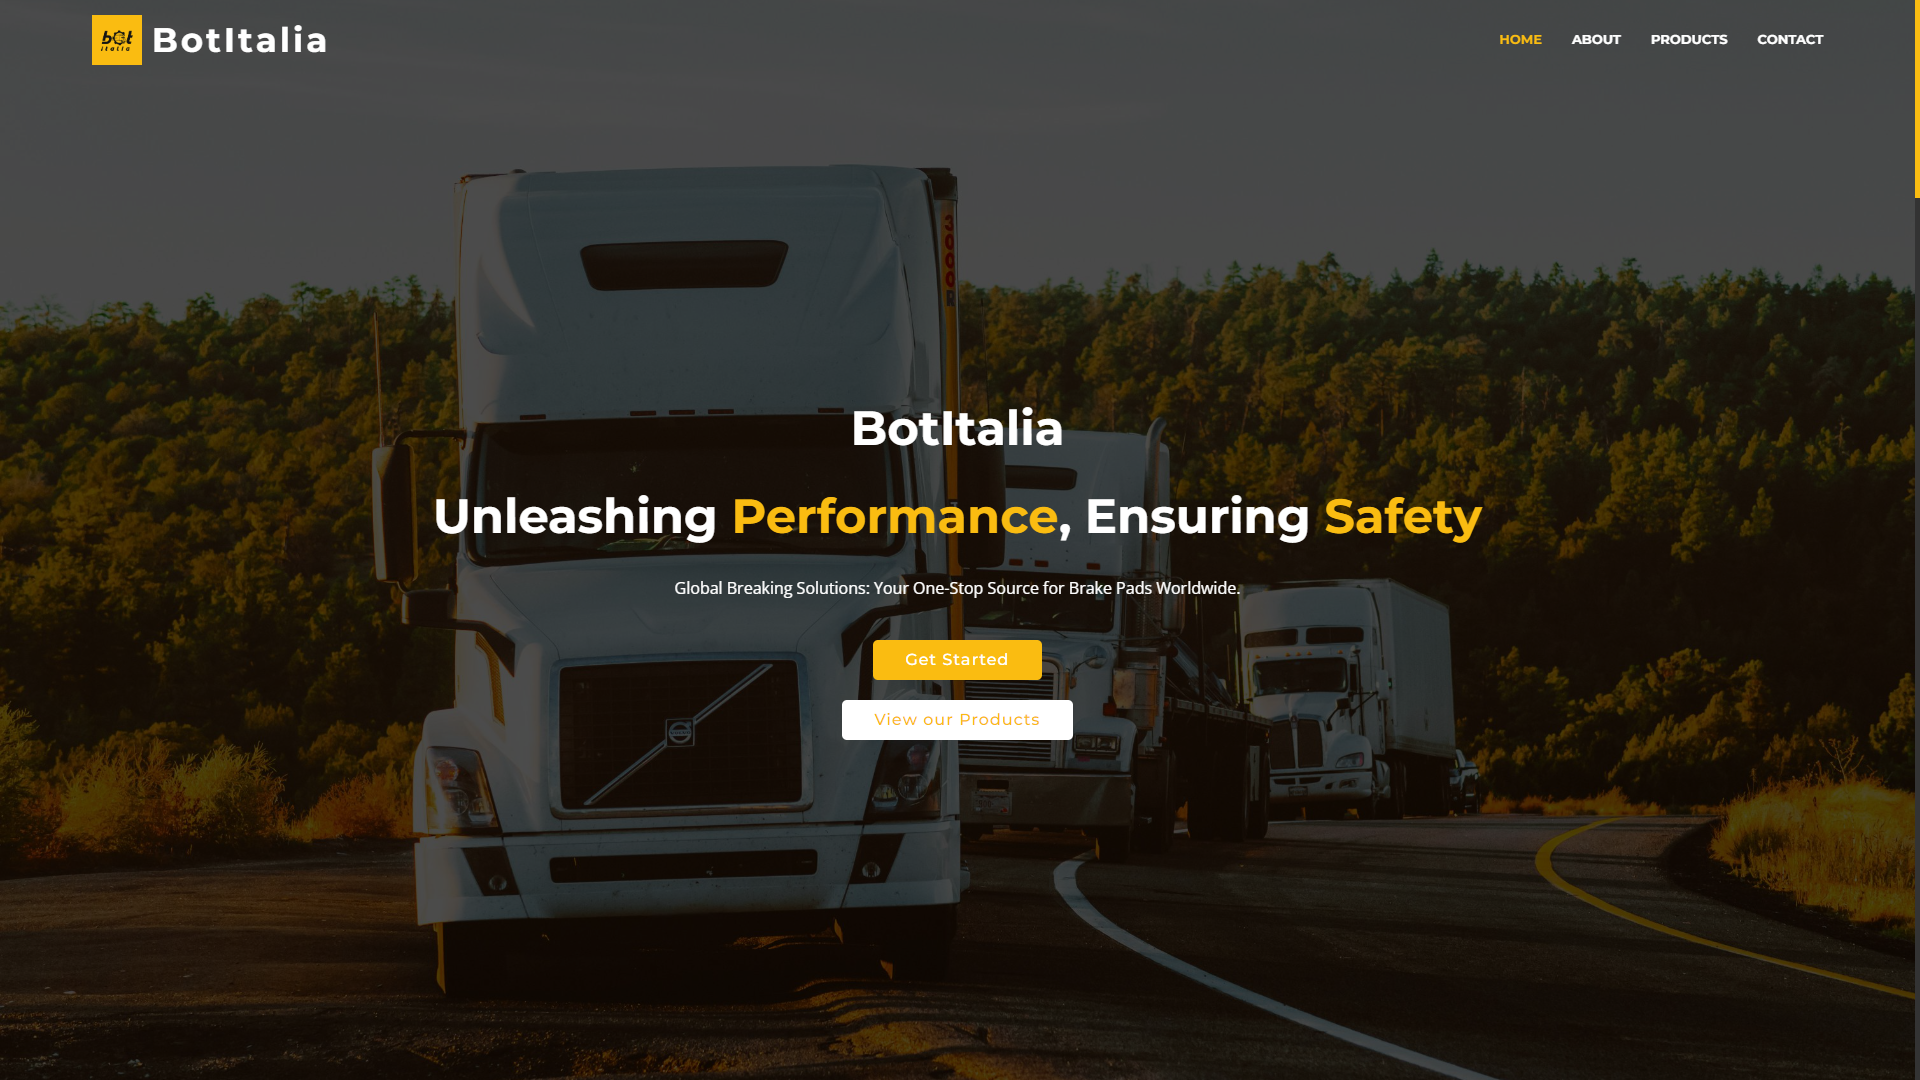 bot
italia
BotItalia
HOME
ABOUT
PRODUCTS
CONTACT
3000R
BotItalia
Unleashing Performance, Ensuring Safety
Global Breaking Solutions: Your One-Stop Source for Brake Pads Worldwide.
Get Started
View our Products